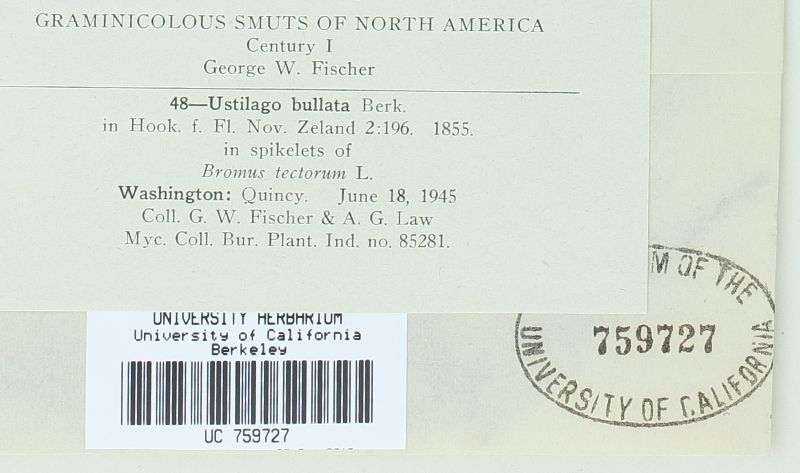 GRAMINICOLOUS SMUTS OF NORTH AMERICA
Century I
George W. Fischer
48—Ustilago bullata Berk.
in Hook. f. Fl. Nov. Zeland 2:196. 1855.
in spikelets of
Bromus tectorum L.
Washington: Quincy. June 18, 1945
Coll. G. W. Fischer & A. G. Law
Myc. Coll. Bur. Plant. Ind. no. 85281.
UNIVERSITY HERBARIUM
University of California
Berkeley
UC 759727
M OF THE
759727
UNIVERSITY OF CALIFORNIA